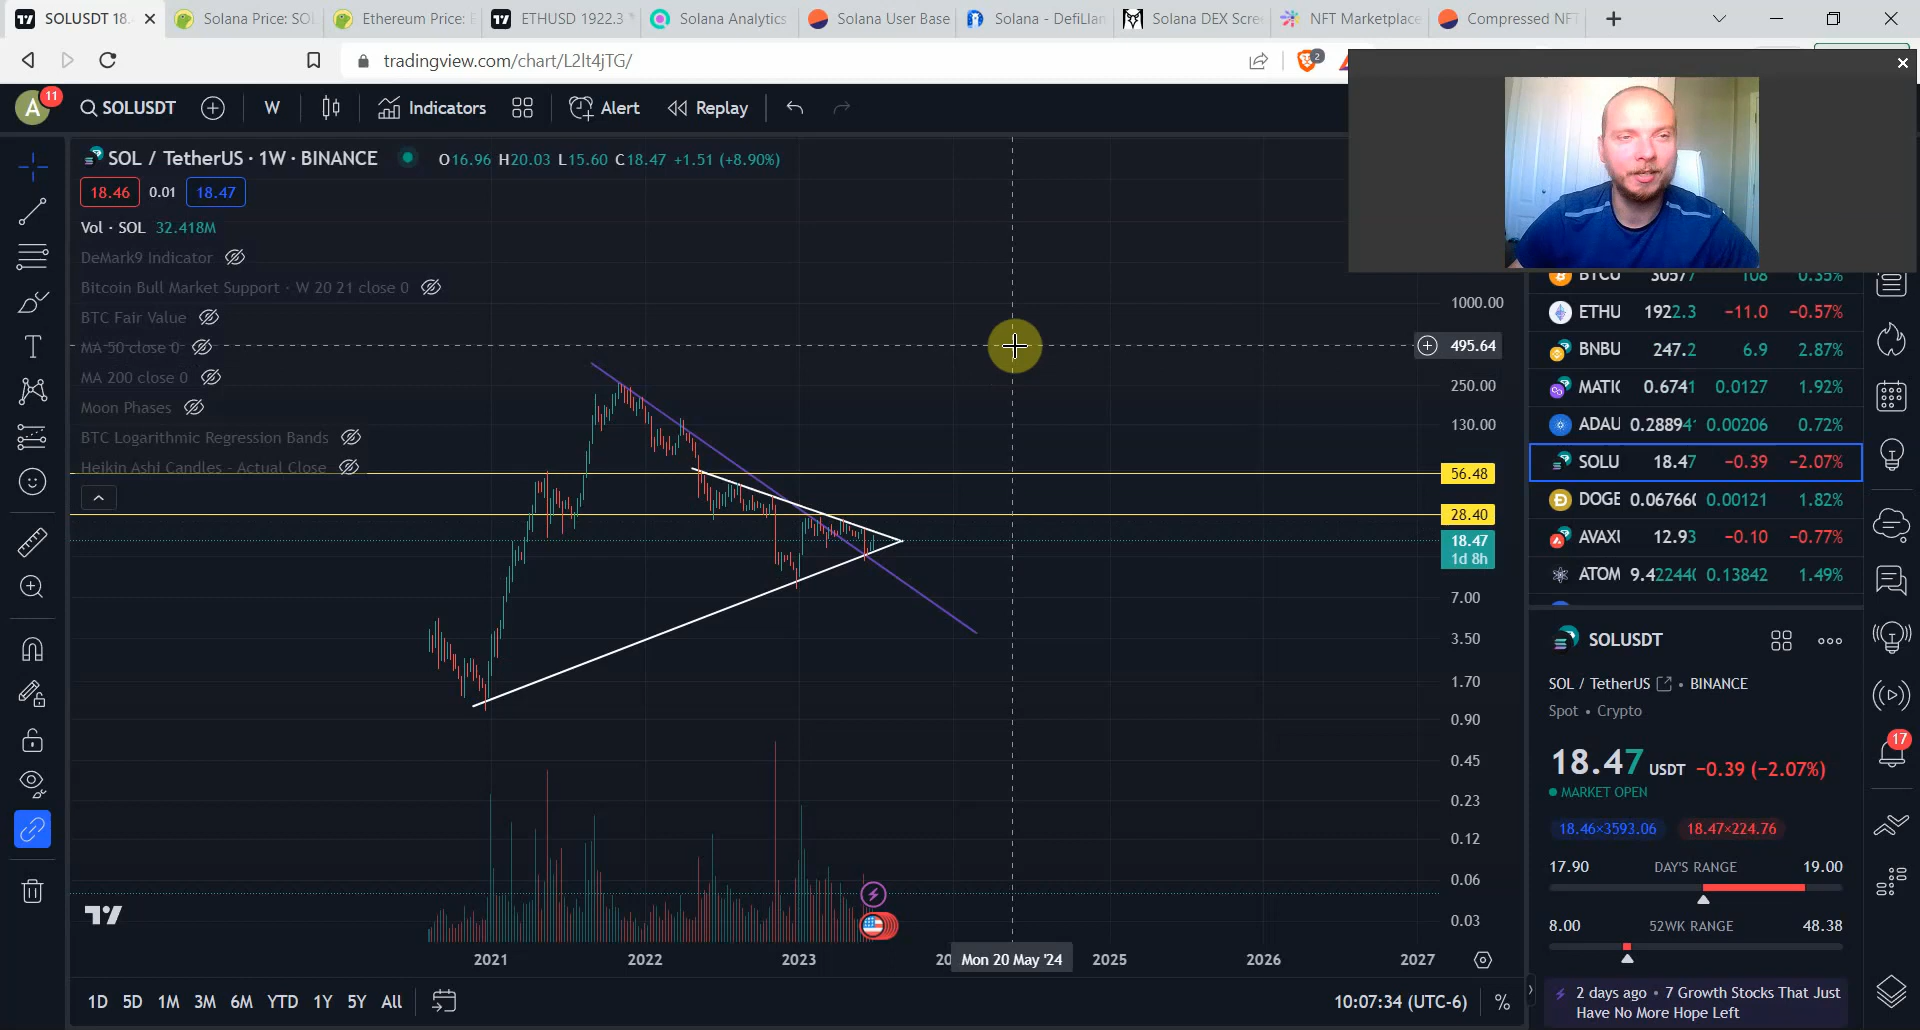 SOLUSDT 18.
Solana Price: SOL
Ethereum Price: E
ETHUSD 1922.3
Solana Analytics
Solana User Base
Solana - DefiLlan
Solana DEX Scre
NFT Marketplace
Compressed NF
tradingview.com/chart/L2lt4jTG/
2
A
11
SOLUSDT
W
Indicators
Alert
Replay
SOL / TetherUS · 1W · BINANCE
O16.96 H20.03 L15.60 C18.47 +1.51 (+8.90%)
18.46
0.01
18.47
Vol · SOL 32.418M
DeMark9 Indicator
Bitcoin Bull Market Support · W 20 21 close 0
BTC Fair Value
MA 50 close 0
MA 200 close 0
Moon Phases
BTC Logarithmic Regression Bands
Heikin Ashi Candles - Actual Close
1000.00
495.64
250.00
130.00
56.48
28.40
18.47
1d 8h
7.00
3.50
1.70
0.90
0.45
0.23
0.12
0.06
0.03
2021
2022
2023
20
Mon 20 May '24
2025
2026
2027
1D 5D 1M 3M 6M YTD 1Y 5Y All
10:07:34 (UTC-6)
%
BTCU 30577 108 0.35%
ETHU 1922.3 −11.0 −0.57%
BNBU 247.2 6.9 2.87%
MATIC 0.6741 0.0127 1.92%
ADAU 0.28894 0.00206 0.72%
SOLU 18.47 −0.39 −2.07%
DOGE 0.067660 0.00121 1.82%
AVAXU 12.93 −0.10 −0.77%
ATOM 9.42244 0.13842 1.49%
SOLUSDT
SOL / TetherUS • BINANCE
Spot • Crypto
18.47 USDT −0.39 (−2.07%)
MARKET OPEN
18.46×3593.06
18.47×224.76
17.90 DAY'S RANGE 19.00
8.00 52WK RANGE 48.38
2 days ago • 7 Growth Stocks That Just
Have No More Hope Left
17